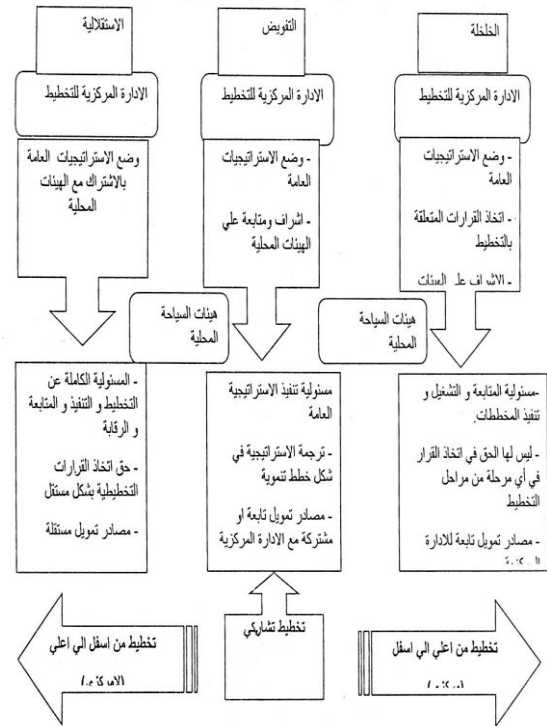 الخلخلة
التفويض
الاستقلالية
الادارة المركزية للتخطيط
الادارة المركزية للتخطيط
الادارة المركزية للتخطيط
- وضع الاستراتيجيات
العامة
- اتخاذ القرارات المتعلقة
بالتخطيط
- الاشراف على الهيئات
- وضع الاستراتيجيات
العامة
- اشراف ومتابعة علي
الهيئات المحلية
وضع الاستراتيجيات العامة
بالاشتراك مع الهيئات
المحلية
هيئات السياحة
المحلية
هيئات السياحة
المحلية
-مسئولية المتابعة و التشغيل و
تنفيذ المخططات.
- ليس لها الحق في اتخاذ القرار
في أي مرحلة من مراحل
التخطيط
- مصادر تمويل تابعة للادارة
مسئولية تنفيذ الاستراتيجية
العامة
- ترجمة الاستراتيجية في
شكل خطط تنموية
- مصادر تمويل تابعة او
مشتركة مع الادارة المركزية
- المسئولية الكاملة عن
التخطيط و التنفيذ و المتابعة
و الرقابة
- حق اتخاذ القرارات
التخطيطية بشكل مستقل
- مصادر تمويل مستقلة
تخطيط من اعلي الي اسفل
تخطيط تشاركي
تخطيط من اسفل الي اعلي